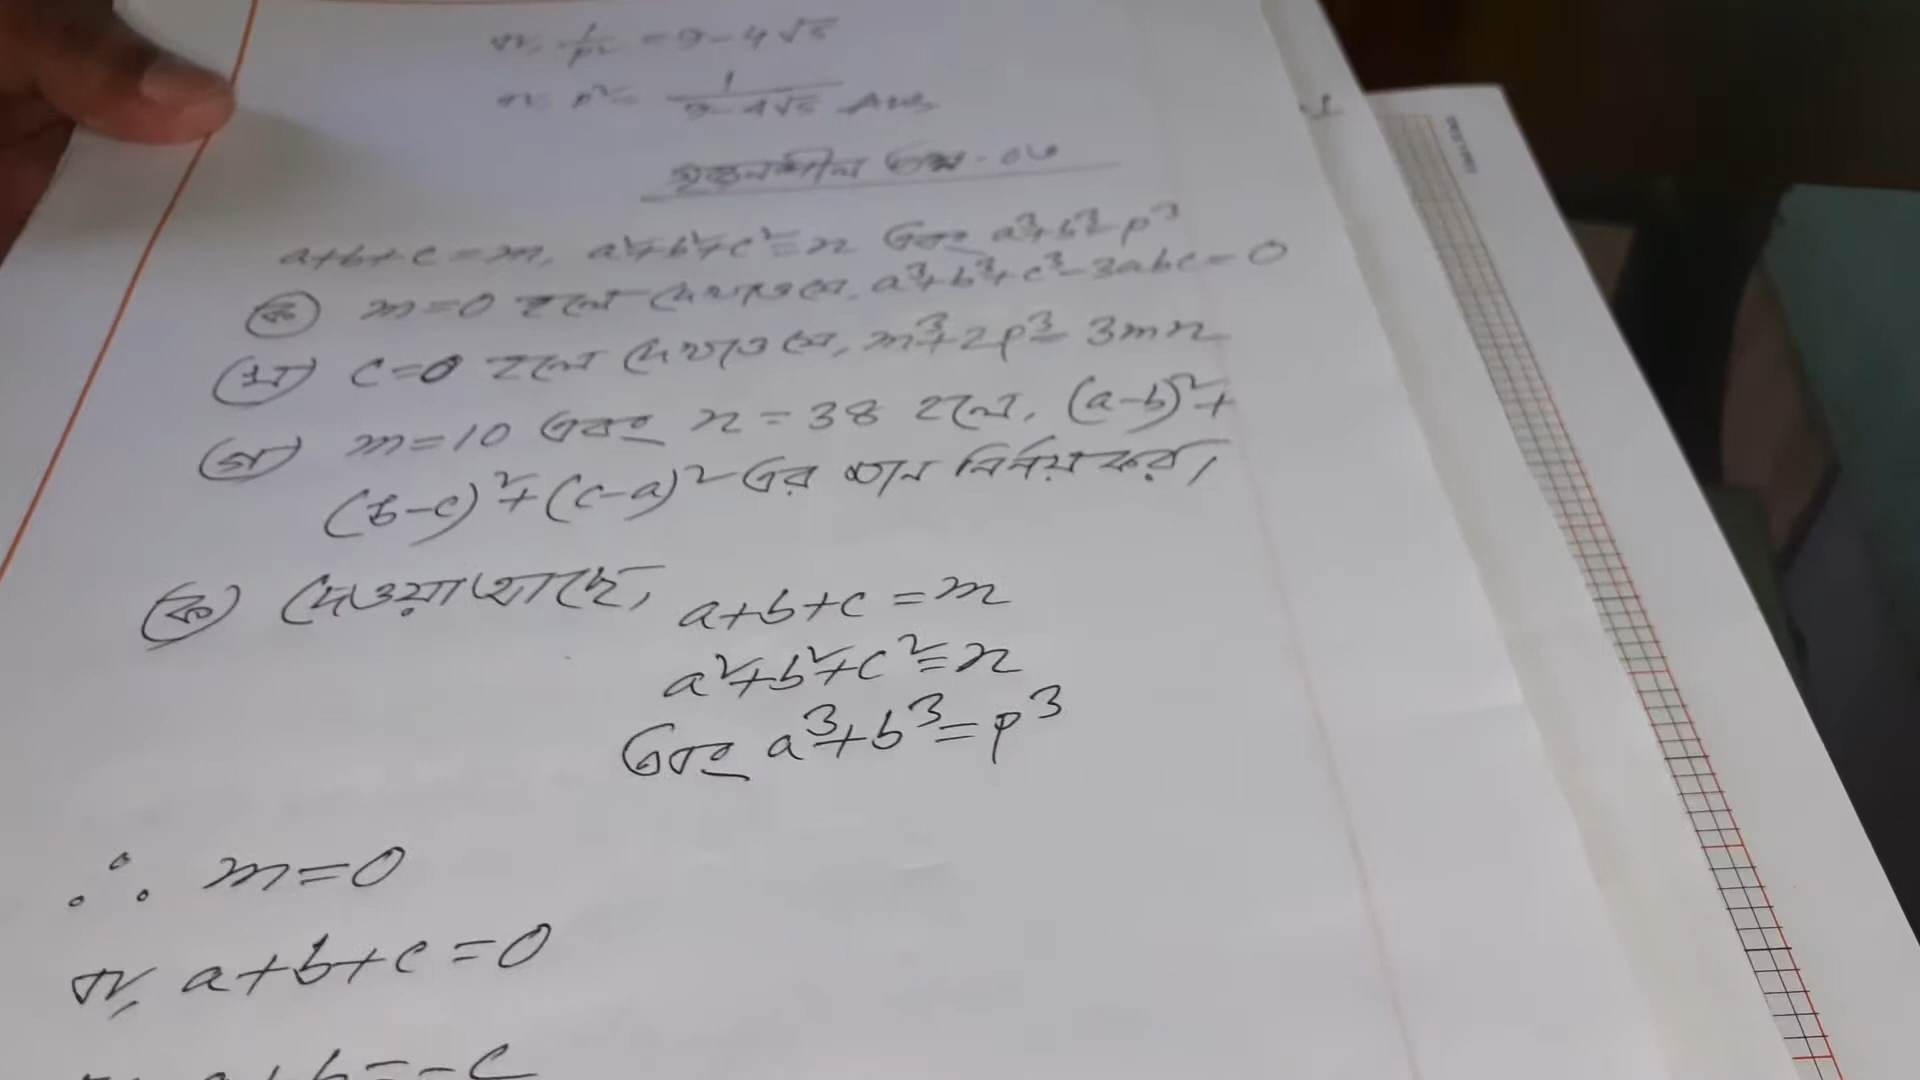 বা, 1/p² = 9-4√5
বা, p² = 1/(9-4√5) Ans
সৃজনশীল প্রশ্ন-০৬
a+b+c=m, a²+b²+c²=n এবং a³+b³=p³
(ক) m=0 হলে দেখাও যে, a³+b³+c³-3abc=0
(খ) c=0 হলে দেখাও যে, m³+2p³=3mn
(গ) m=10 এবং n=38 হলে, (a-b)²+
(b-c)²+(c-a)² এর মান নির্ণয় কর।
(ক) দেওয়া আছে, a+b+c=m
a²+b²+c²=n
এবং a³+b³=p³
∴ m=0
বা, a+b+c=0
বা, a+b=-c